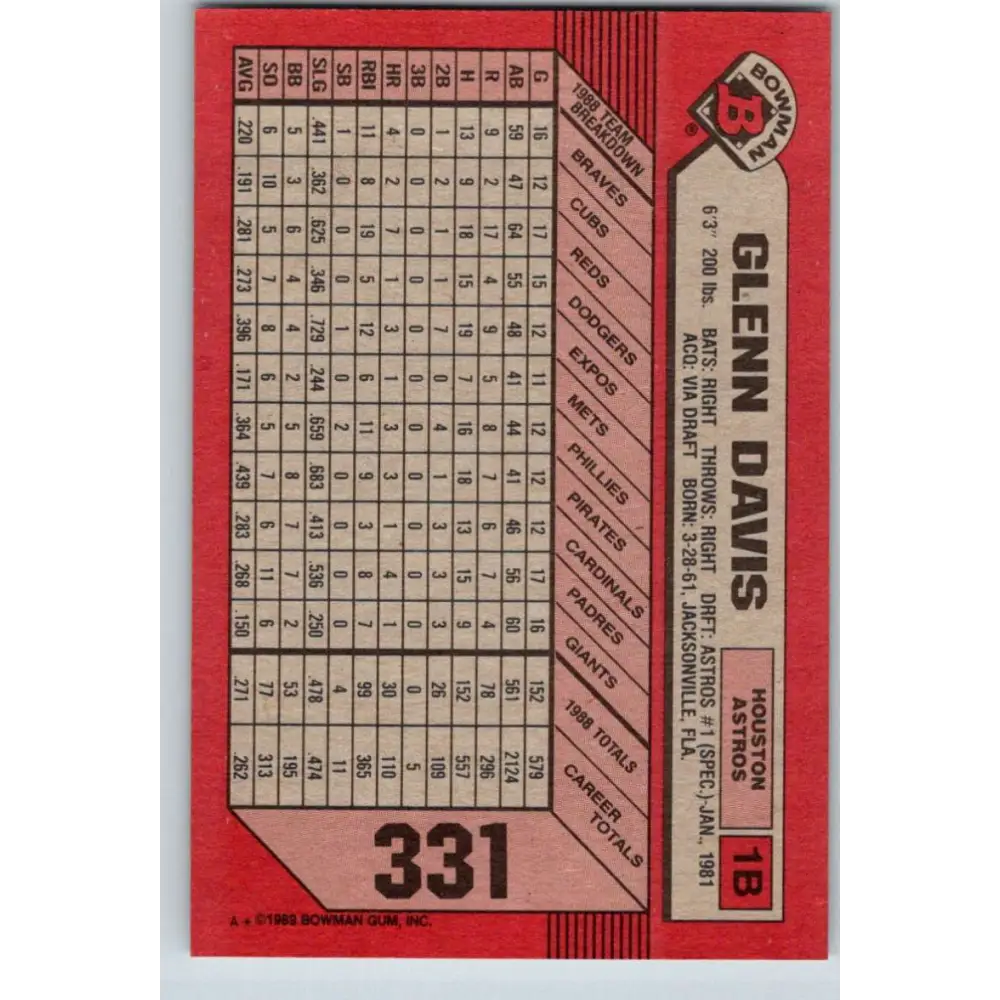 BOWMAN
B
®
GLENN DAVIS
HOUSTON
ASTROS
1B
6'3" 200 lbs. BATS: RIGHT THROWS: RIGHT DRFT: ASTROS #1 (SPEC.)-JAN., 1981
ACQ: VIA DRAFT BORN: 3-28-61, JACKSONVILLE, FLA.
1988 TEAM
BREAKDOWN
BRAVES
CUBS
REDS
DODGERS
EXPOS
METS
PHILLIES
PIRATES
CARDINALS
PADRES
GIANTS
1988 TOTALS
CAREER
TOTALS
G 16 12 17 15 12 11 12 12 12 17 16 152 579
AB 59 47 64 55 48 41 44 41 46 56 60 561 2124
R 9 2 17 4 9 5 8 7 6 7 4 78 296
H 13 9 18 15 19 7 16 18 13 15 9 152 557
2B 1 2 1 1 7 0 4 1 3 3 3 26 109
3B 0 0 0 0 0 0 0 0 0 0 0 0 5
HR 4 2 7 1 3 1 3 3 1 4 1 30 110
RBI 11 8 19 5 12 6 11 9 3 8 7 99 365
SB 1 0 0 0 1 0 2 0 0 0 0 4 11
SLG .441 .362 .625 .346 .729 .244 .659 .683 .413 .536 .250 .478 .474
BB 5 3 6 4 4 2 5 8 7 7 2 53 195
SO 6 10 5 7 8 6 5 7 6 11 6 77 313
AVG .220 .191 .281 .273 .396 .171 .364 .439 .283 .268 .150 .271 .262
331
A * ©1989 BOWMAN GUM, INC.